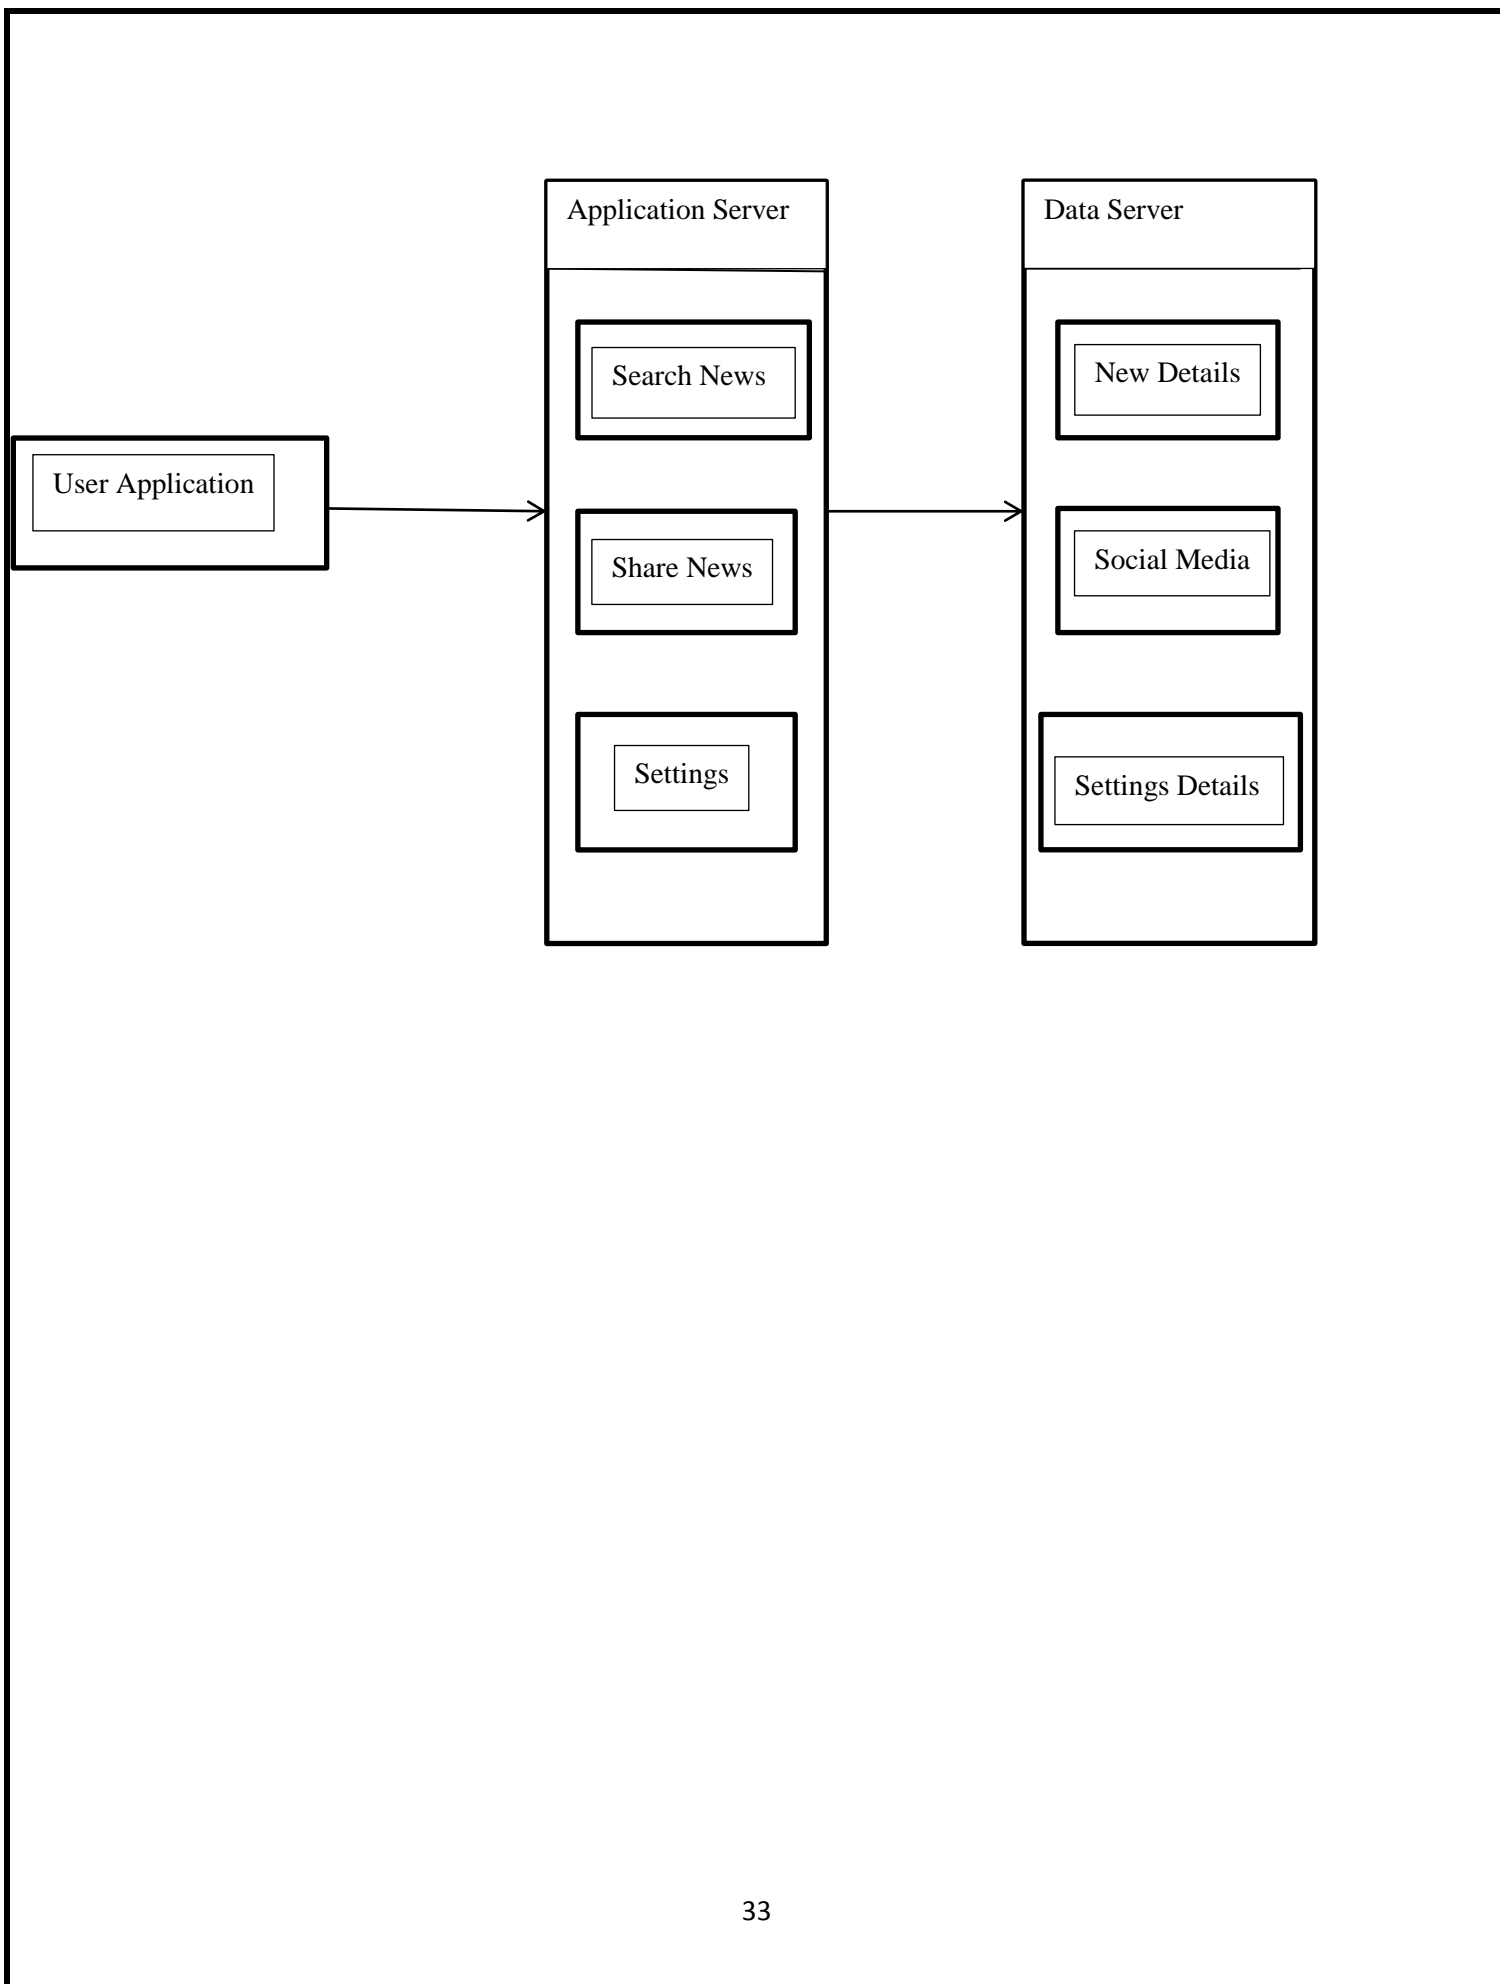 Application Server
Data Server
Search News
New Details
User Application
Share News
Social Media
Settings
Settings Details
33